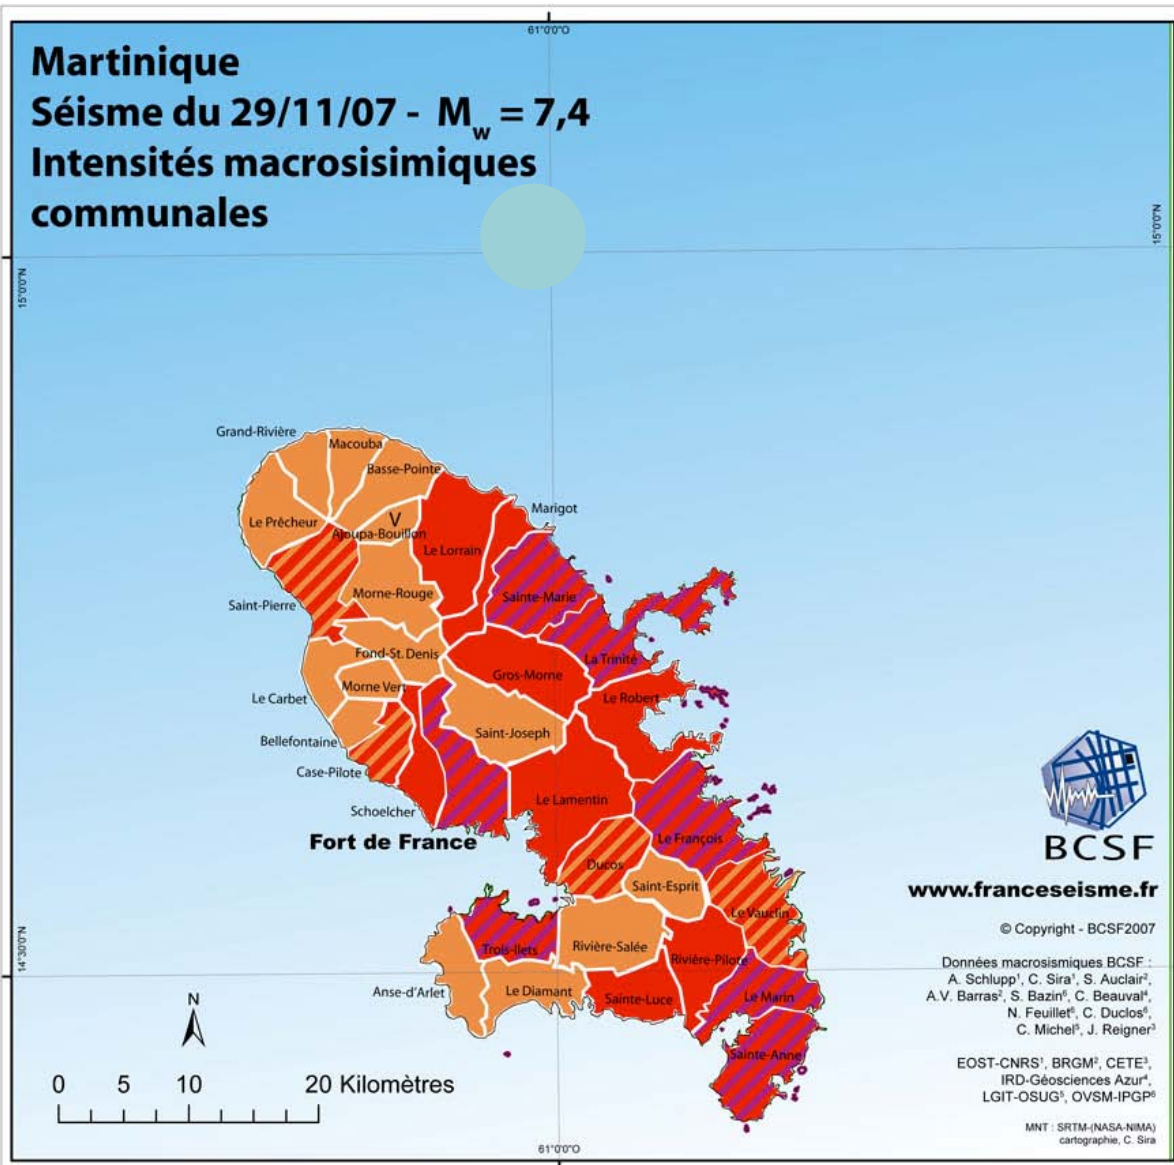 61°0'0"O
Martinique
Séisme du 29/11/07 - Mw = 7,4
Intensités macrosisimiques
communales
15°0'0"N
15°0'0"N
Grand-Rivière
Macouba
Basse-Pointe
Marigot
Le Prêcheur
V
Ajoupa-Bouillon
Le Lorrain
Morne-Rouge
Sainte-Marie
Saint-Pierre
Fond-St. Denis
La Trinité
Gros-Morne
Morne Vert
Le Carbet
Le Robert
Saint-Joseph
Bellefontaine
Case-Pilote
Le Lamentin
Schoelcher
Fort de France
Le François
Ducos
Saint-Esprit
Le Vauclin
Trois-Ilets
Rivière-Salée
Rivière-Pilote
Anse-d'Arlet
Le Diamant
Sainte-Luce
Le Marin
Sainte-Anne
14°30'0"N
N
0 5 10 20 Kilomètres
61°0'0"O
BCSF
www.franceseisme.fr
© Copyright - BCSF2007
Données macrosismiques BCSF :
A. Schlupp¹, C. Sira¹, S. Auclair²,
A.V. Barras², S. Bazin⁶, C. Beauval⁴,
N. Feuillet⁶, C. Duclos⁶,
C. Michel⁵, J. Reigner³
EOST-CNRS¹, BRGM², CETE³,
IRD-Géosciences Azur⁴,
LGIT-OSUG⁵, OVSM-IPGP⁶
MNT : SRTM-(NASA-NIMA)
cartographie, C. Sira